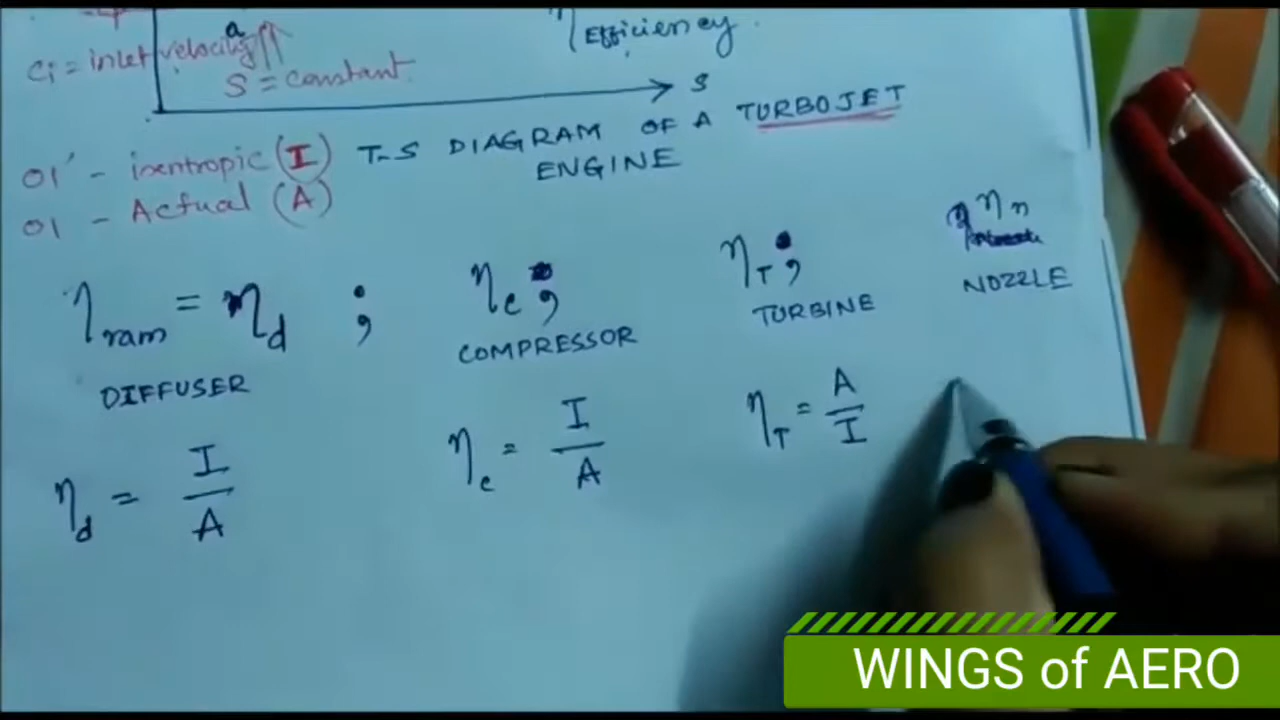 a
Ci = inlet velocity
S = constant
η Efficiency
S
01' - isentropic (I)
T-S DIAGRAM OF A TURBOJET
ENGINE
01 - Actual (A)
ηram = ηd ;
DIFFUSER
ηc ;
COMPRESSOR
ηT ;
TURBINE
ηn
NOZZLE
ηd = I/A
ηc = I/A
ηT = A/I
WINGS of AERO